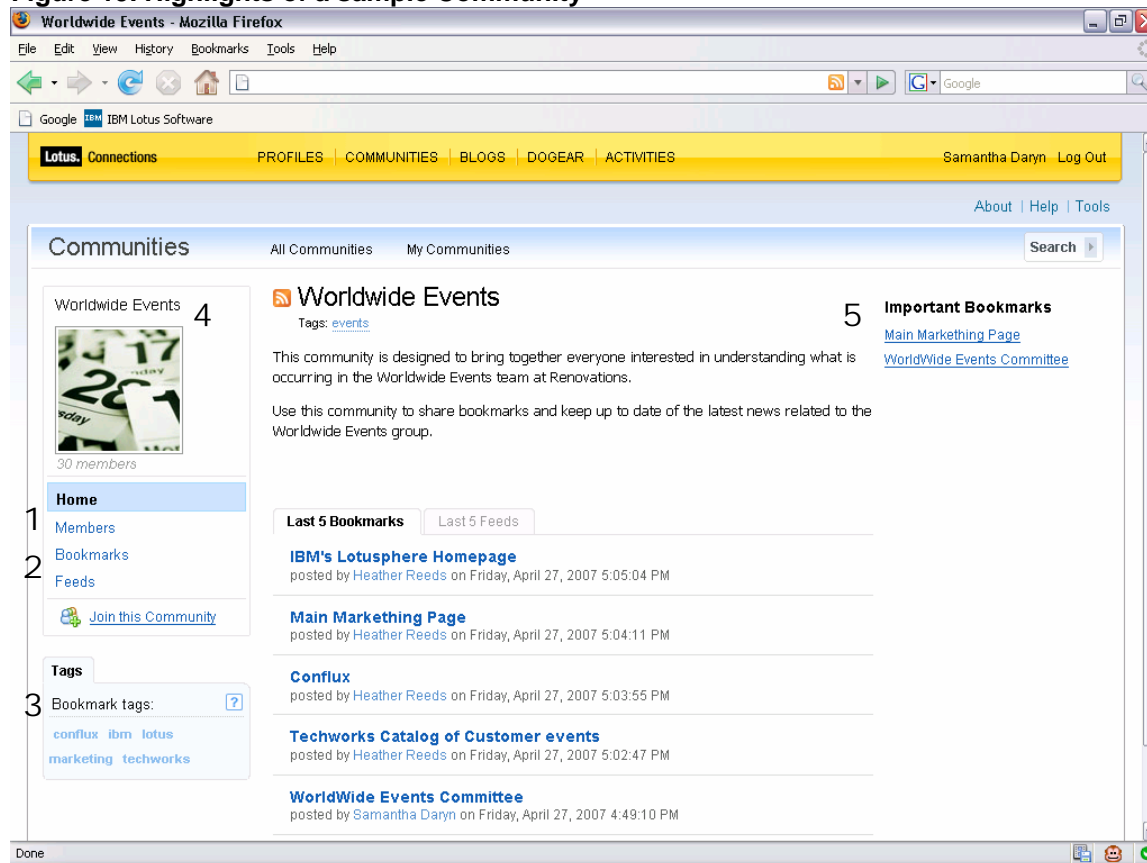 Figure 10. Highlights of a sample Community
Worldwide Events - Mozilla Firefox
File Edit View History Bookmarks Tools Help
G Google
Google IBM IBM Lotus Software
Lotus. Connections PROFILES COMMUNITIES BLOGS DOGEAR ACTIVITIES Samantha Daryn Log Out
About | Help | Tools
Communities All Communities My Communities Search
Worldwide Events 4
30 members
Home
1 Members
Bookmarks
2
Feeds
Join this Community
Tags
3 Bookmark tags: ?
conflux ibm lotus
marketing techworks
Worldwide Events
Tags: events
This community is designed to bring together everyone interested in understanding what is
occurring in the Worldwide Events team at Renovations.
Use this community to share bookmarks and keep up to date of the latest news related to the
Worldwide Events group.
Last 5 Bookmarks Last 5 Feeds
IBM's Lotusphere Homepage
posted by Heather Reeds on Friday, April 27, 2007 5:05:04 PM
Main Markething Page
posted by Heather Reeds on Friday, April 27, 2007 5:04:11 PM
Conflux
posted by Heather Reeds on Friday, April 27, 2007 5:03:55 PM
Techworks Catalog of Customer events
posted by Heather Reeds on Friday, April 27, 2007 5:02:47 PM
WorldWide Events Committee
posted by Samantha Daryn on Friday, April 27, 2007 4:49:10 PM
5 Important Bookmarks
Main Markething Page
WorldWide Events Committee
Done